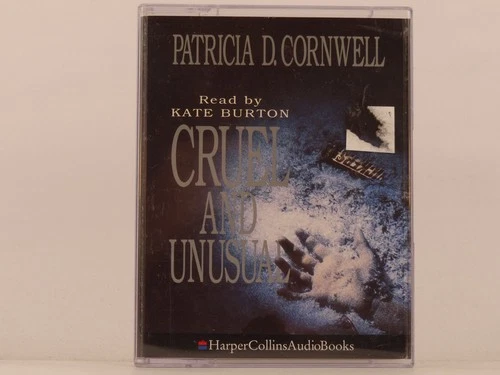 PATRICIA D. CORNWELL
Read by
KATE BURTON
CRUEL
AND
UNUSUAL
HarperCollinsAudioBooks